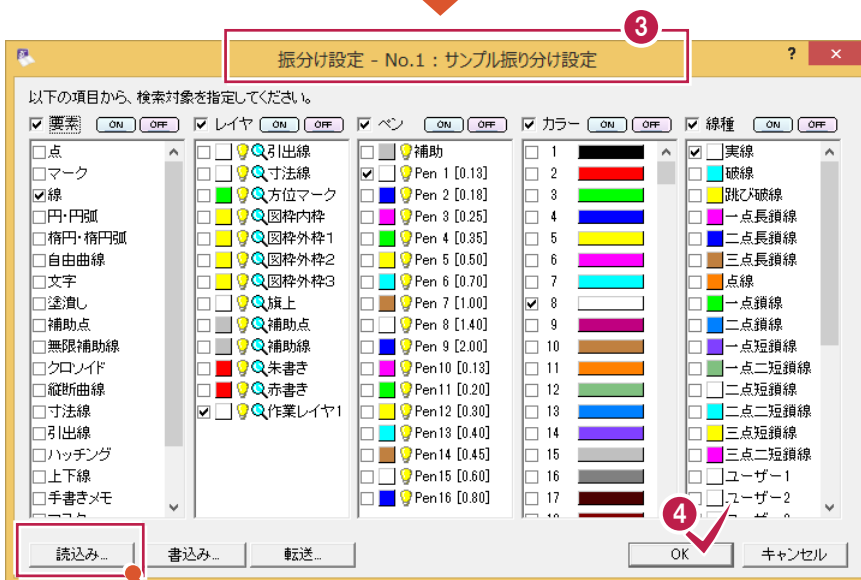 3
振分け設定 - No.1 : サンプル振り分け設定
? ×
以下の項目から、検索対象を指定してください。
要素 ON OFF レイヤ ON OFF ペン ON OFF カラー ON OFF 線種 ON OFF
点
マーク
線
円・円弧
楕円・楕円弧
自由曲線
文字
塗潰し
補助点
無限補助線
クロソイド
縦断曲線
寸法線
引出線
ハッチング
上下線
手書きメモ
引出線
寸法線
方位マーク
図枠内枠
図枠外枠1
図枠外枠2
図枠外枠3
旗上
補助点
補助線
朱書き
赤書き
作業レイヤ1
補助
Pen 1 [0.13]
Pen 2 [0.18]
Pen 3 [0.25]
Pen 4 [0.35]
Pen 5 [0.50]
Pen 6 [0.70]
Pen 7 [1.00]
Pen 8 [1.40]
Pen 9 [2.00]
Pen10 [0.13]
Pen11 [0.20]
Pen12 [0.30]
Pen13 [0.40]
Pen14 [0.45]
Pen15 [0.60]
Pen16 [0.80]
1
2
3
4
5
6
7
8
9
10
11
12
13
14
15
16
17
実線
破線
跳び破線
一点長鎖線
二点長鎖線
三点長鎖線
点線
一点鎖線
二点鎖線
一点短鎖線
一点二短鎖線
二点短鎖線
二点二短鎖線
三点短鎖線
三点二短鎖線
ユーザー1
ユーザー2
4
読込み... 書込み... 転送... OK キャンセル